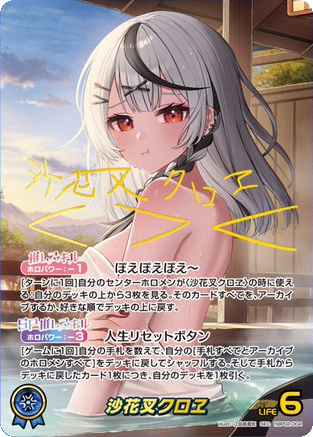 沙花叉クロヱ
推しスキル
ホロパワー:-1
ぽえぽえぽえ～
[ターンに1回]自分のセンターホロメンが〈沙花叉クロヱ〉の時に使え
る。自分のデッキの上から3枚を見る。そのカードすべてを、アーカイ
ブするか、好きな順でデッキの上に戻す。
SP推しスキル
ホロパワー:-3
人生リセットボタン
[ゲームに1回]自分の手札を数えて、自分の[手札すべてとアーカイブ
のホロメンすべて]をデッキに戻してシャッフルする。そして手札から
デッキに戻したカード1枚につき、自分のデッキを1枚引く。
沙花叉クロヱ
LIFE 6